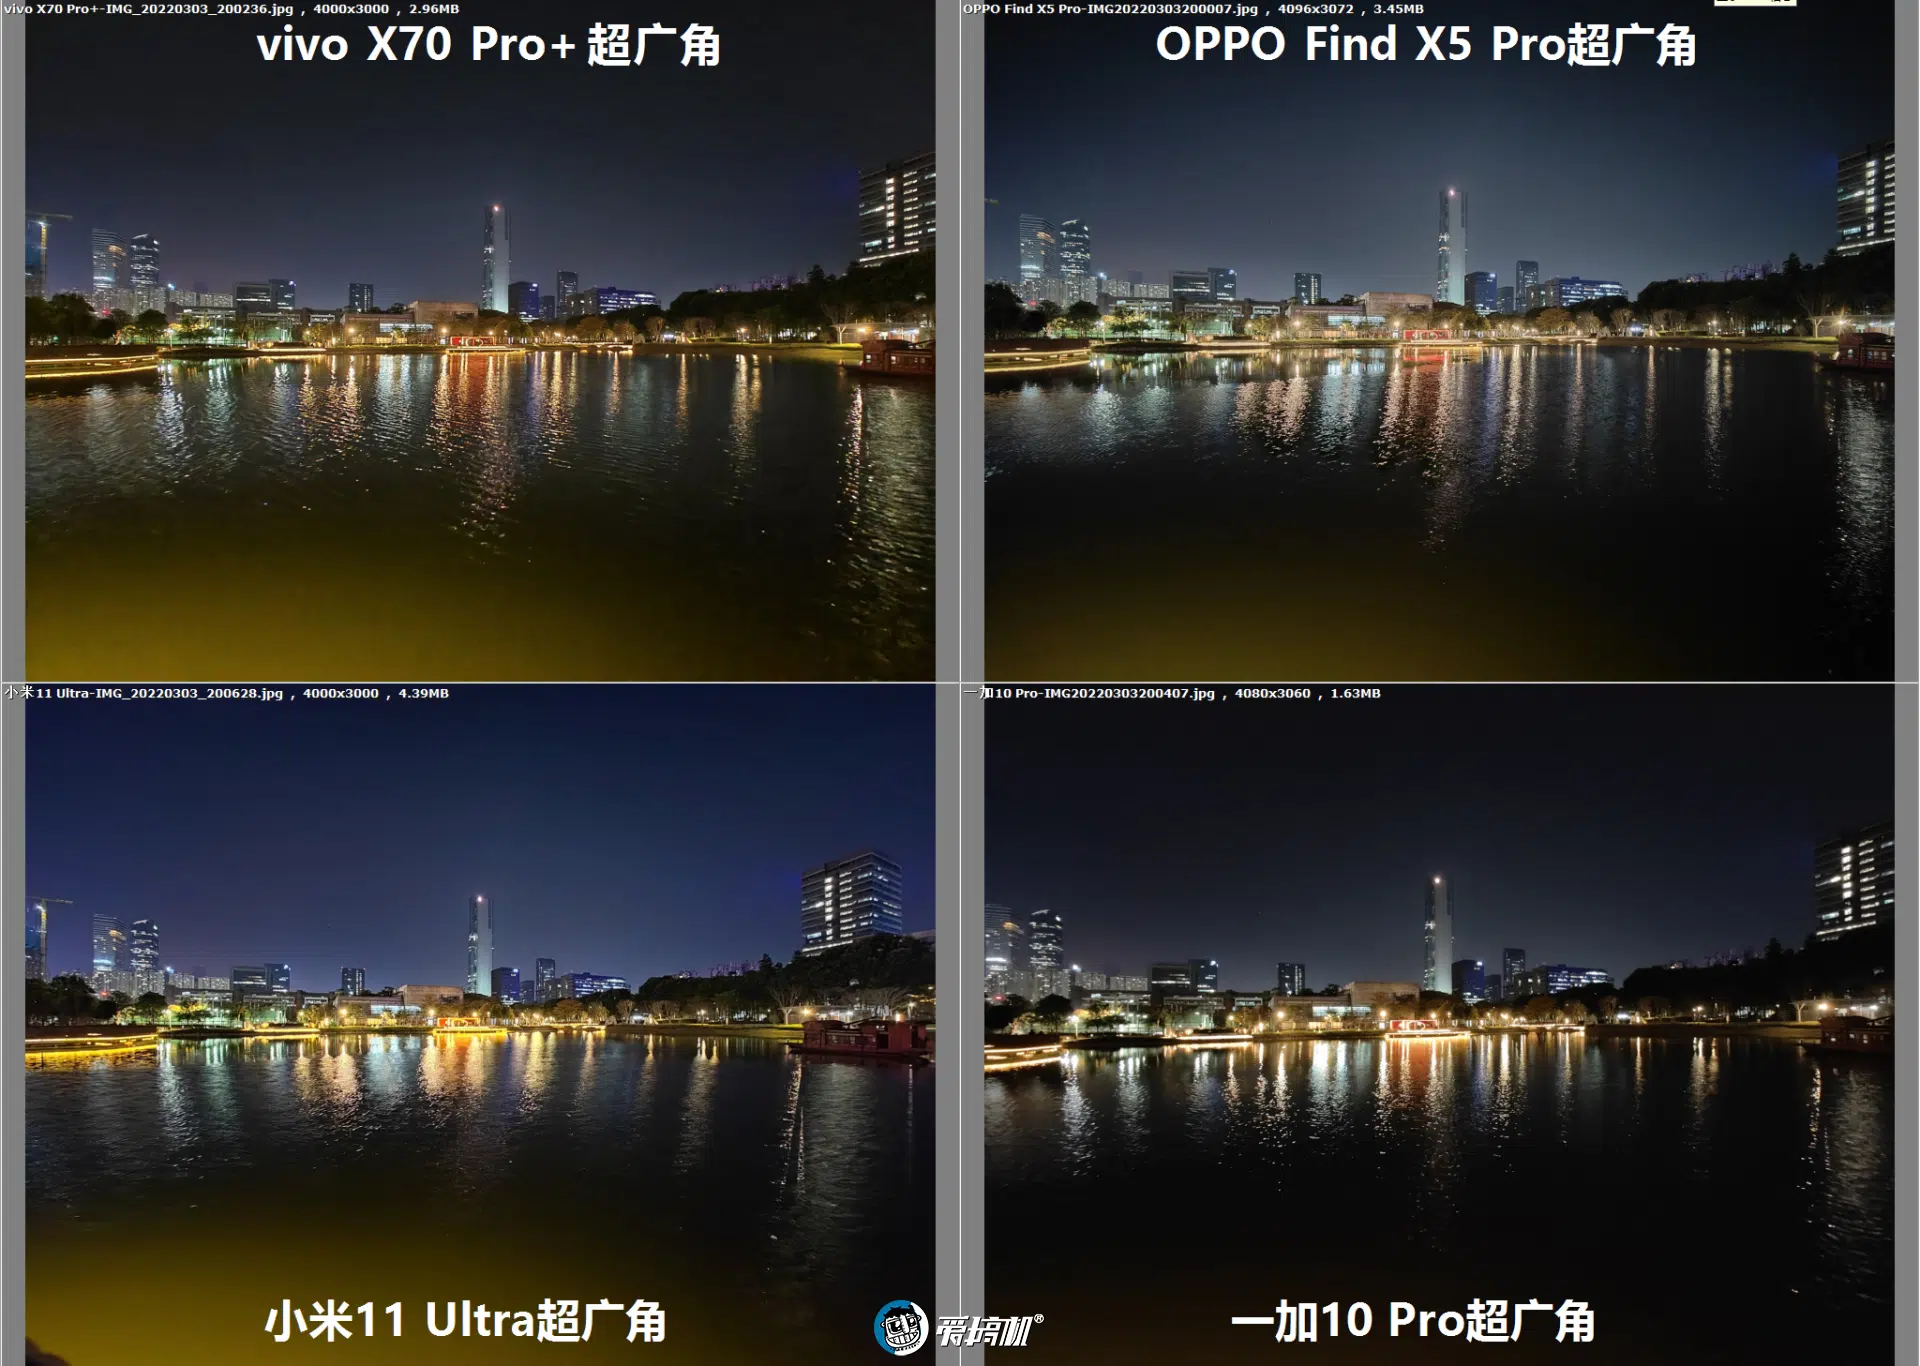 vivo X70 Pro+-IMG_20220303_200236.jpg , 4000x3000 , 2.96MB
vivo X70 Pro+超广角
OPPO Find X5 Pro-IMG20220303200007.jpg , 4096x3072 , 3.45MB
OPPO Find X5 Pro超广角
小米11 Ultra-IMG_20220303_200628.jpg , 4000x3000 , 4.39MB
小米11 Ultra超广角
一加10 Pro-IMG20220303200407.jpg , 4080x3060 , 1.63MB
一加10 Pro超广角
爱搞机®